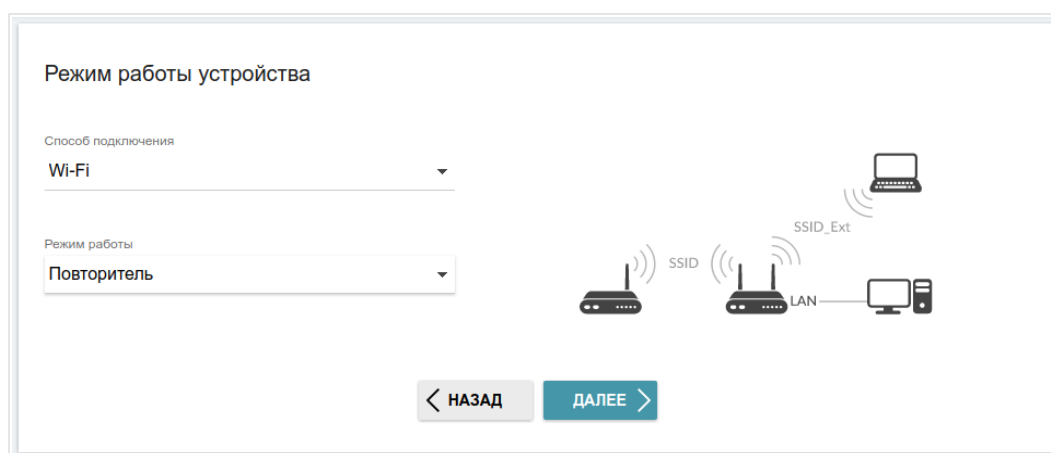 Режим работы устройства
Способ подключения
Wi-Fi
SSID_Ext
Режим работы
Повторитель
SSID
LAN
НАЗАД
ДАЛЕЕ